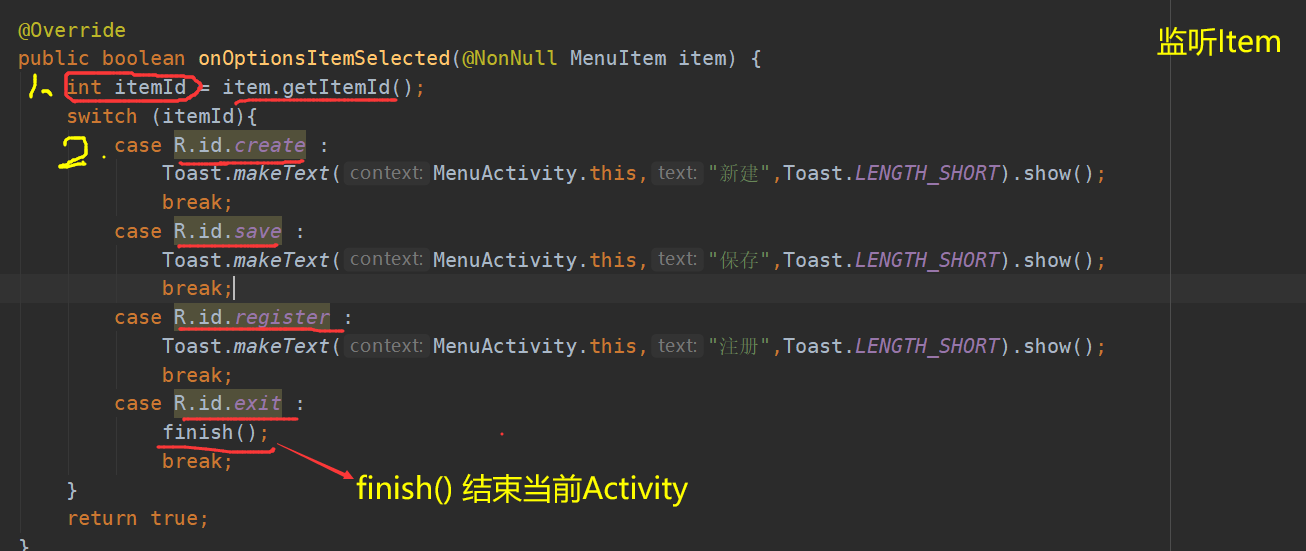 @Override
监听Item
public boolean onOptionsItemSelected(@NonNull MenuItem item) {
1、 int itemId = item.getItemId();
switch (itemId){
2. case R.id.create :
Toast.makeText( context: MenuActivity.this, text: "新建",Toast.LENGTH_SHORT).show();
break;
case R.id.save :
Toast.makeText( context: MenuActivity.this, text: "保存",Toast.LENGTH_SHORT).show();
break;
case R.id.register :
Toast.makeText( context: MenuActivity.this, text: "注册",Toast.LENGTH_SHORT).show();
break;
case R.id.exit :
finish();
break;
finish() 结束当前Activity
}
return true;
}